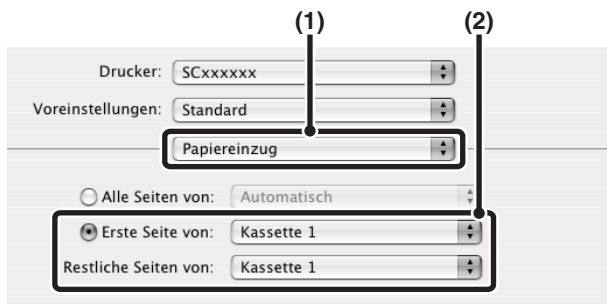 (1) (2)
Drucker: SCxxxxxx
Voreinstellungen: Standard
Papiereinzug
Alle Seiten von: Automatisch
Erste Seite von: Kassette 1
Restliche Seiten von: Kassette 1